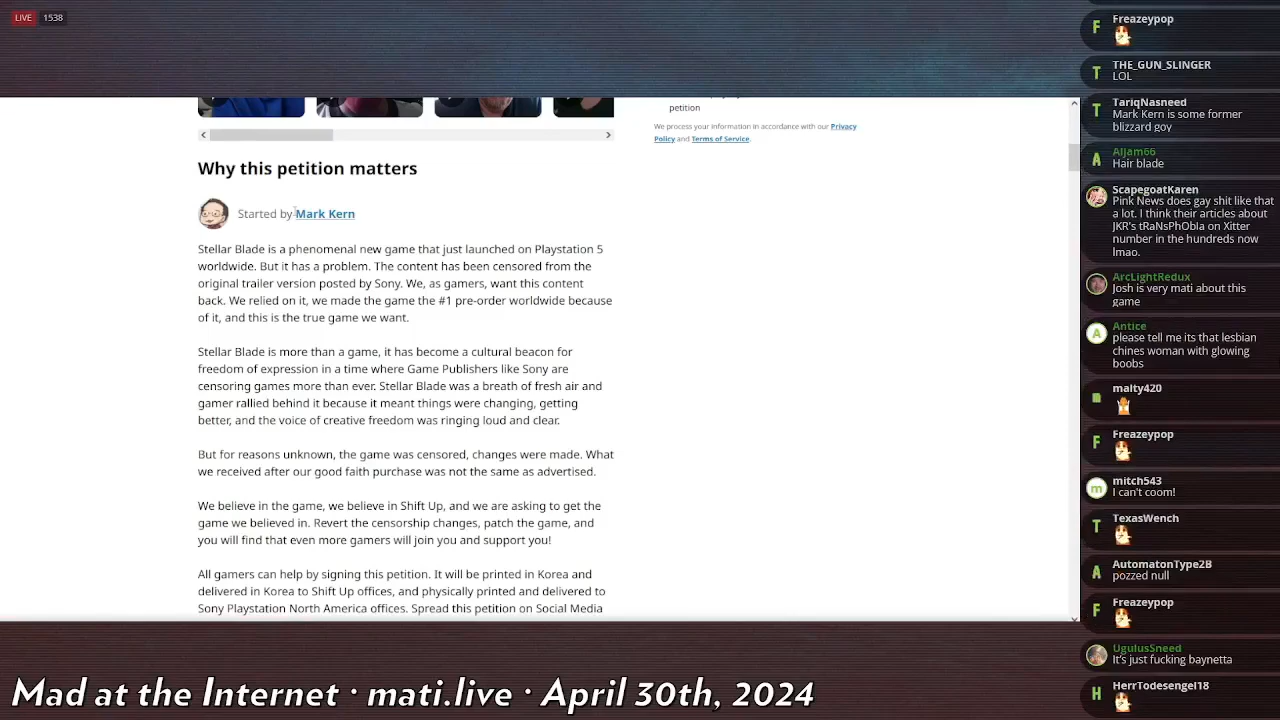 LIVE 1538
petition
We process your information in accordance with our Privacy
Policy and Terms of Service.
Why this petition matters
Started by Mark Kern
Stellar Blade is a phenomenal new game that just launched on Playstation 5
worldwide. But it has a problem. The content has been censored from the
original trailer version posted by Sony. We, as gamers, want this content
back. We relied on it, we made the game the #1 pre-order worldwide because
of it, and this is the true game we want.
Stellar Blade is more than a game, it has become a cultural beacon for
freedom of expression in a time where Game Publishers like Sony are
censoring games more than ever. Stellar Blade was a breath of fresh air and
gamer rallied behind it because it meant things were changing, getting
better, and the voice of creative freedom was ringing loud and clear.
But for reasons unknown, the game was censored, changes were made. What
we received after our good faith purchase was not the same as advertised.
We believe in the game, we believe in Shift Up, and we are asking to get the
game we believed in. Revert the censorship changes, patch the game, and
you will find that even more gamers will join you and support you!
All gamers can help by signing this petition. It will be printed in Korea and
delivered in Korea to Shift Up offices, and physically printed and delivered to
Sony Playstation North America offices. Spread this petition on Social Media
F
Freazeypop
T
THE_GUN_SLINGER
LOL
T
TariqNasneed
Mark Kern is some former
blizzard goy
A
AlJam66
Hair blade
ScapegoatKaren
Pink News does gay shit like that
a lot. I think their articles about
JKR's tRaNsPhObIa on Xitter
number in the hundreds now
lmao.
ArcLightRedux
Josh is very mati about this
game
A
Antice
please tell me its that lesbian
chines woman with glowing
boobs
m
malty420
F
Freazeypop
m
mitch543
I can't coom!
T
TexasWench
A
AutomatonType2B
pozzed null
F
Freazeypop
UgulusSneed
It's just fucking baynetta
H
HerrTodesengel18
Mad at the Internet · mati.live · April 30th, 2024